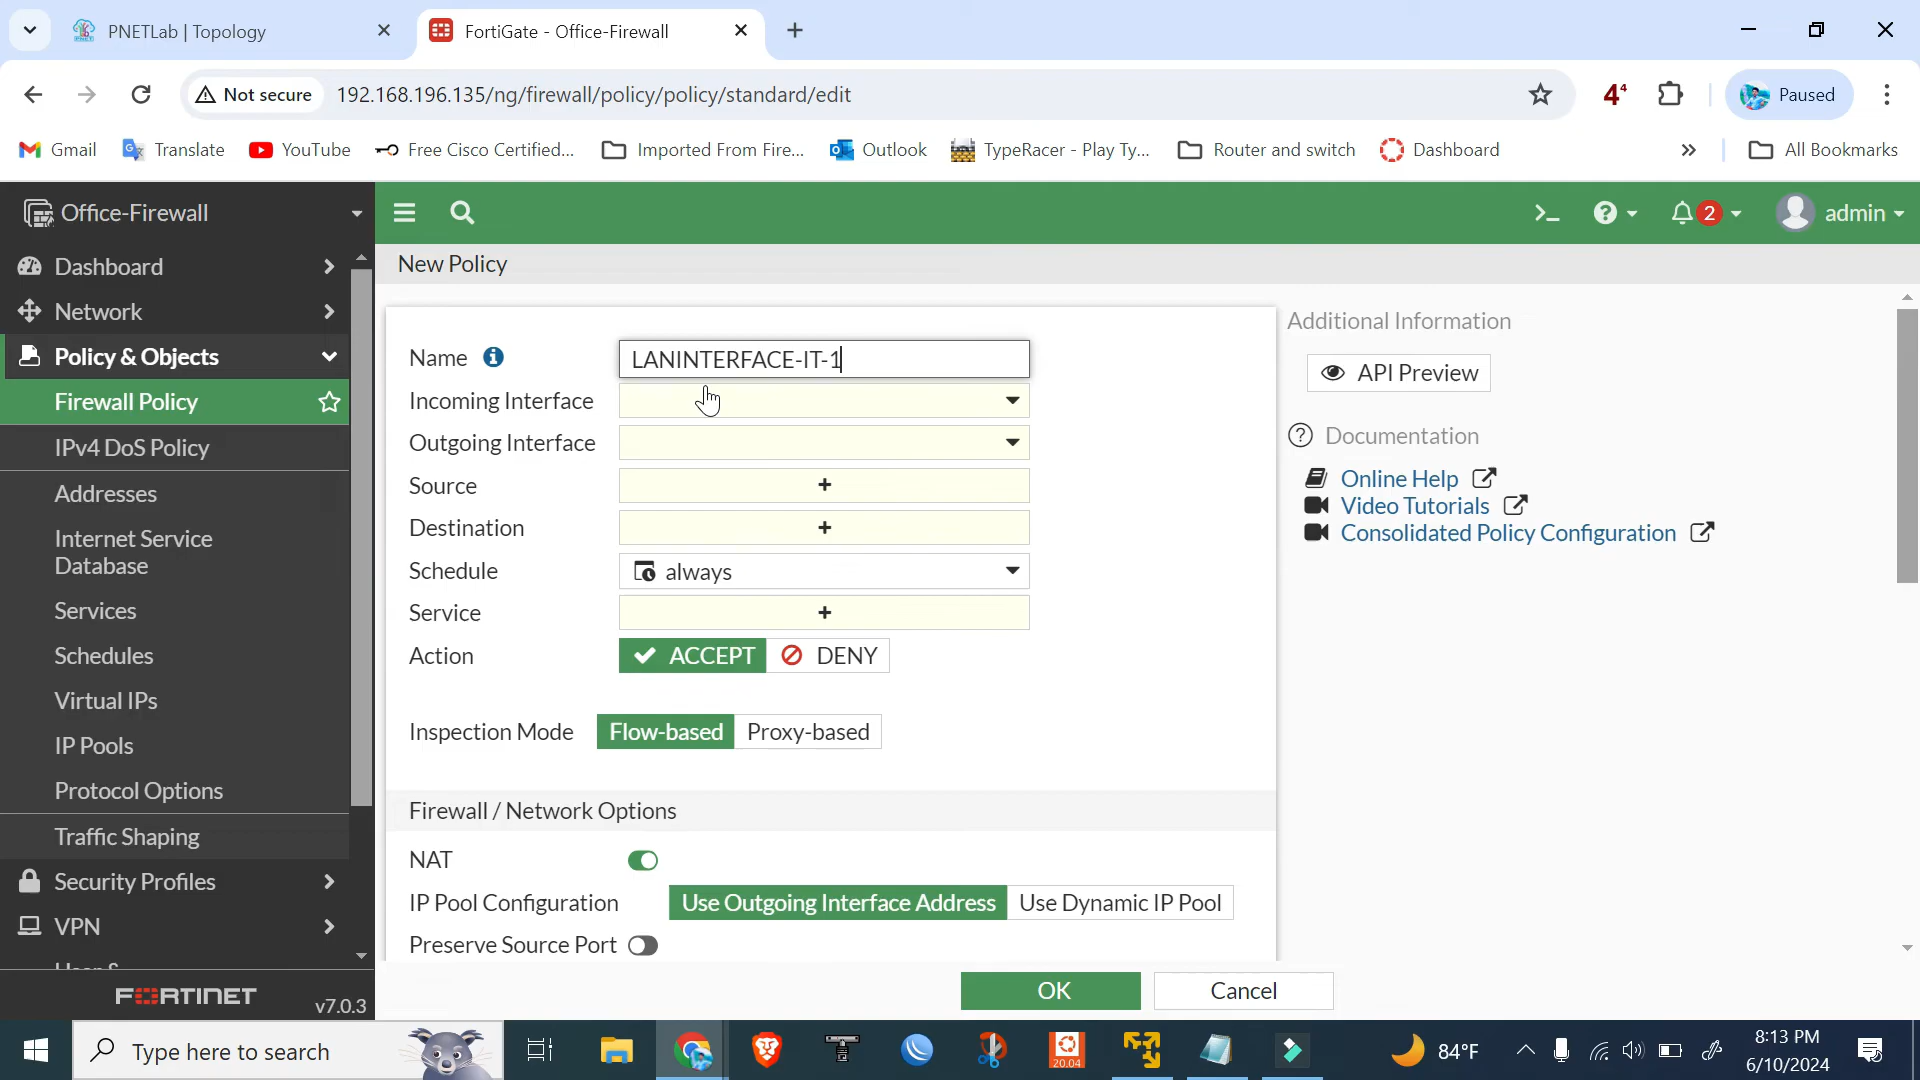 PNETLab | Topology
FortiGate - Office-Firewall
Not secure
192.168.196.135/ng/firewall/policy/policy/standard/edit
4⁴
Paused
Gmail
Translate
YouTube
Free Cisco Certified...
Imported From Fire...
Outlook
TypeRacer - Play Ty...
Router and switch
Dashboard
All Bookmarks
Office-Firewall
2
admin
Dashboard
Network
Policy & Objects
Firewall Policy
IPv4 DoS Policy
Addresses
Internet Service
Database
Services
Schedules
Virtual IPs
IP Pools
Protocol Options
Traffic Shaping
Security Profiles
VPN
FORTINET
v7.0.3
New Policy
Name
LANINTERFACE-IT-1
Incoming Interface
Outgoing Interface
Source
Destination
Schedule
always
Service
Action
ACCEPT
DENY
Inspection Mode
Flow-based
Proxy-based
Firewall / Network Options
NAT
IP Pool Configuration
Use Outgoing Interface Address
Use Dynamic IP Pool
Preserve Source Port
OK
Cancel
Additional Information
API Preview
Documentation
Online Help
Video Tutorials
Consolidated Policy Configuration
Type here to search
20.04
84°F
8:13 PM
6/10/2024